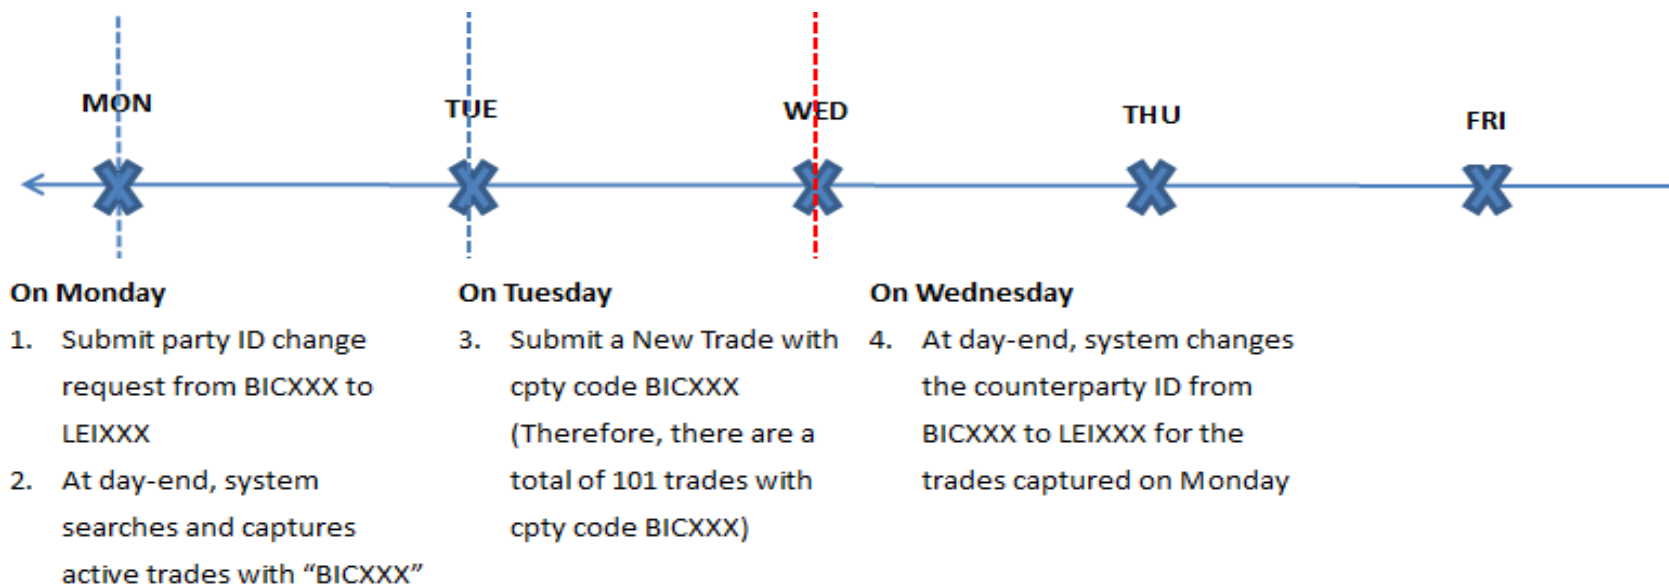 MON
TUE
WED
THU
FRI
On Monday
1. Submit party ID change
request from BICXXX to
LEIXXX
2. At day-end, system
searches and captures
active trades with “BICXXX”
On Tuesday
3. Submit a New Trade with
cpty code BICXXX
(Therefore, there are a
total of 101 trades with
cpty code BICXXX)
On Wednesday
4. At day-end, system changes
the counterparty ID from
BICXXX to LEIXXX for the
trades captured on Monday